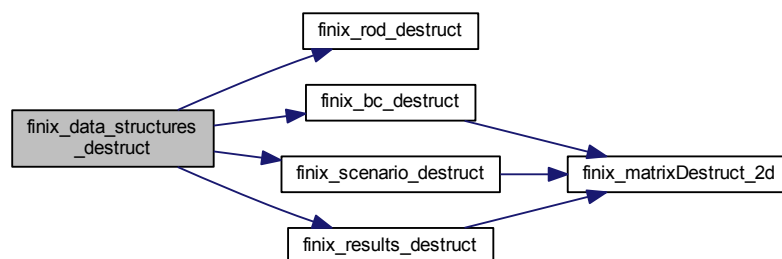 finix_data_structures
_destruct
finix_rod_destruct
finix_bc_destruct
finix_scenario_destruct
finix_results_destruct
finix_matrixDestruct_2d